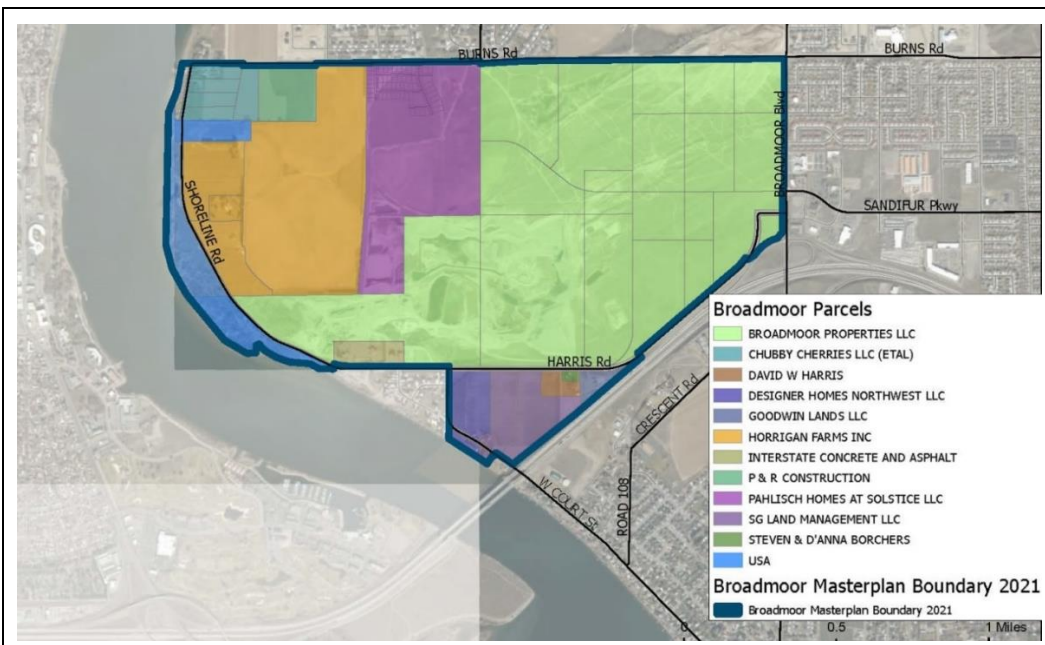 BURNS Rd
BURNS Rd
BROADMOOR Blvd
SANDIFUR Pkwy
SHORELINE Rd
HARRIS Rd
CRESCENT Rd
ROAD 108
W COURT St
Broadmoor Parcels
BROADMOOR PROPERTIES LLC
CHUBBY CHERRIES LLC (ETAL)
DAVID W HARRIS
DESIGNER HOMES NORTHWEST LLC
GOODWIN LANDS LLC
HORRIGAN FARMS INC
INTERSTATE CONCRETE AND ASPHALT
P & R CONSTRUCTION
PAHLISCH HOMES AT SOLSTICE LLC
SG LAND MANAGEMENT LLC
STEVEN & D'ANNA BORCHERS
USA
Broadmoor Masterplan Boundary 2021
Broadmoor Masterplan Boundary 2021
0 0.5 1 Miles